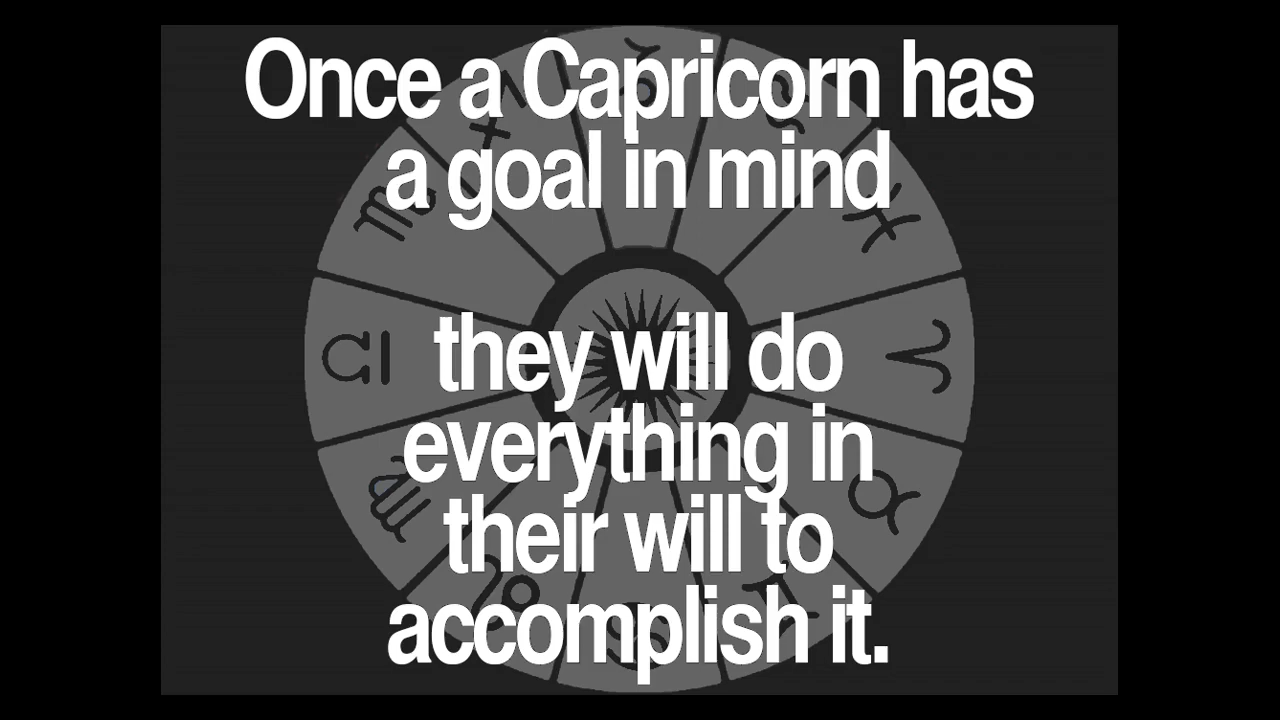 Once a Capricorn has
a goal in mind
they will do
everything in
their will to
accomplish it.